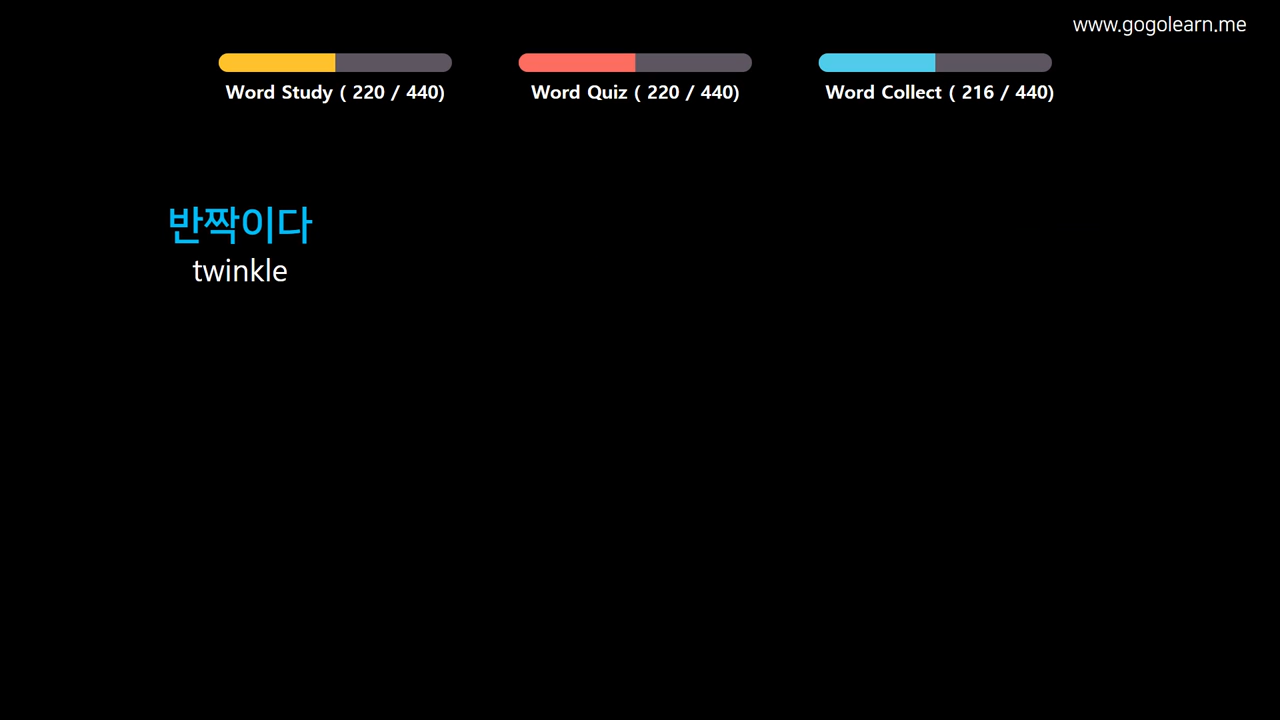 www.gogolearn.me
Word Study ( 220 / 440)
Word Quiz ( 220 / 440)
Word Collect ( 216 / 440)
반짝이다
twinkle